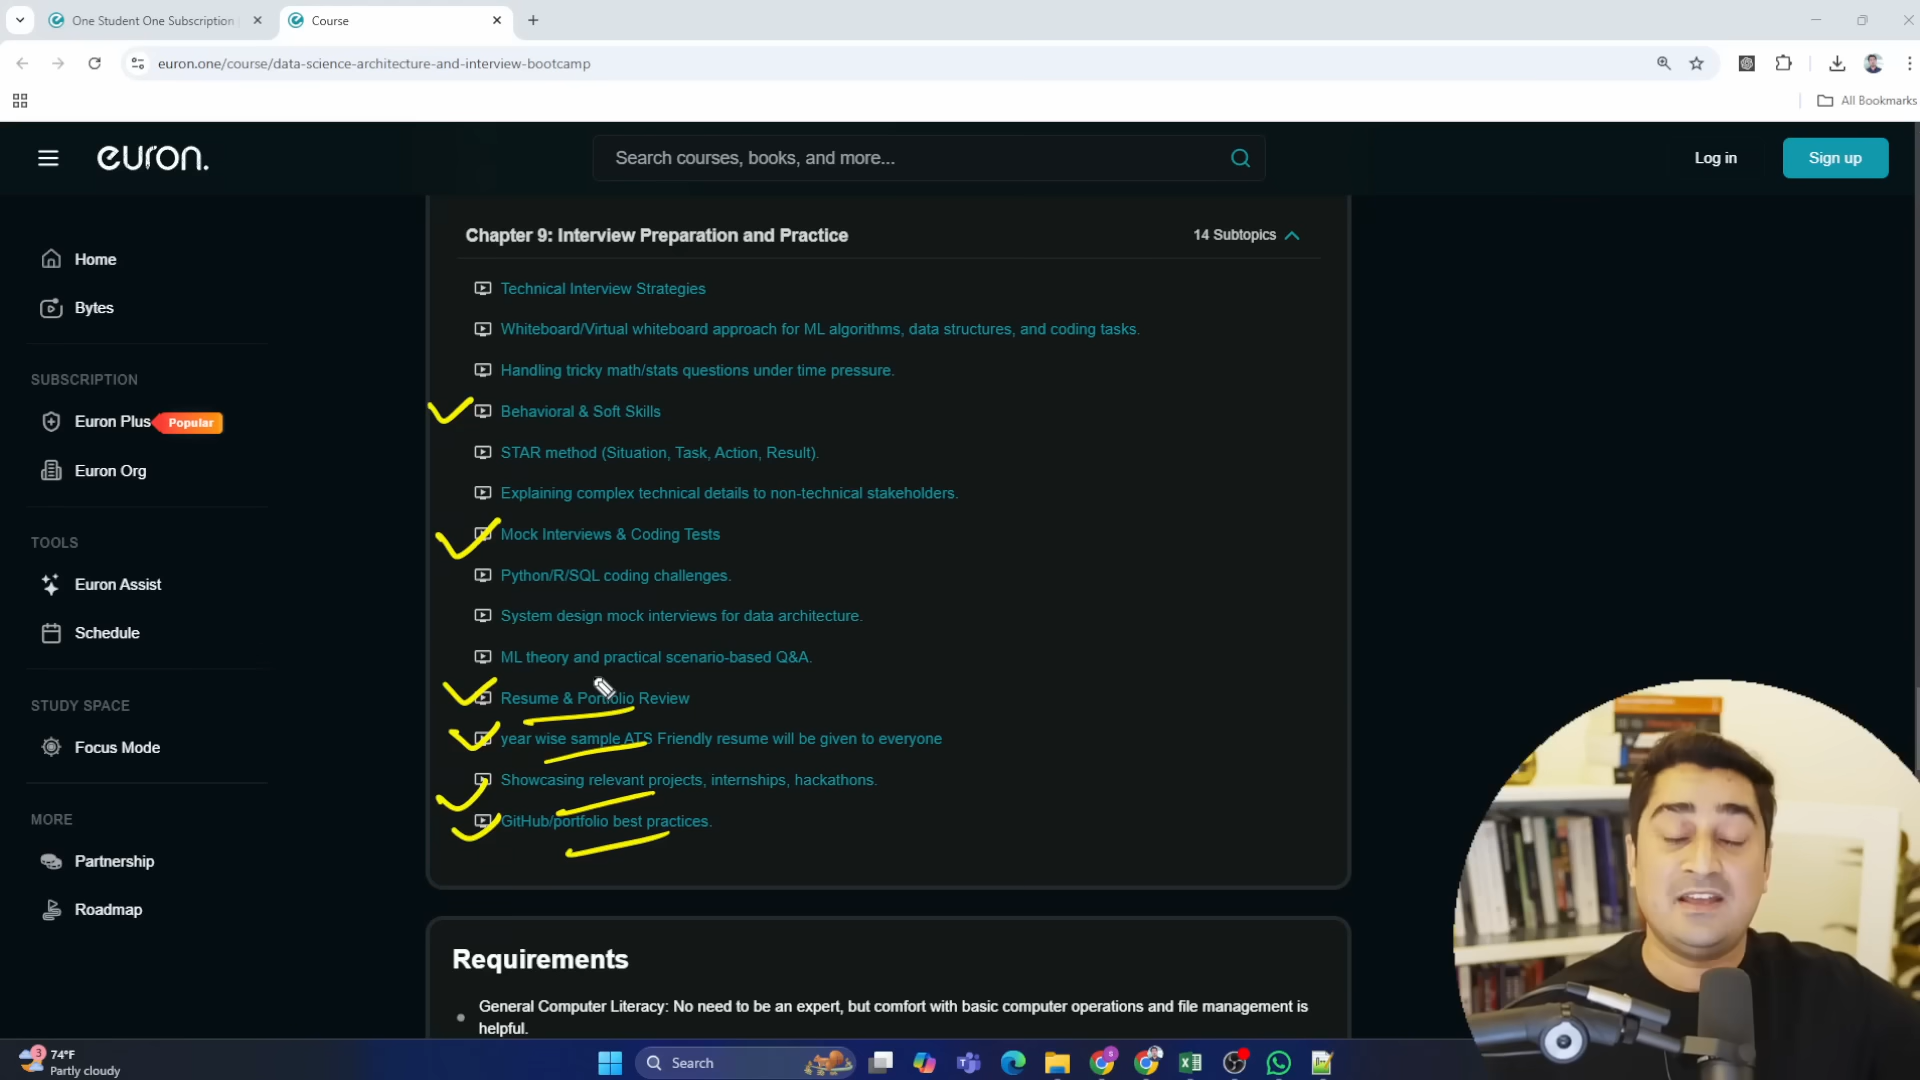 One Student One Subscription
Course
euron.one/course/data-science-architecture-and-interview-bootcamp
All Bookmarks
euron.
Search courses, books, and more...
Log in
Sign up
Home
Bytes
SUBSCRIPTION
Euron Plus
Popular
Euron Org
TOOLS
Euron Assist
Schedule
STUDY SPACE
Focus Mode
MORE
Partnership
Roadmap
Chapter 9: Interview Preparation and Practice
14 Subtopics
Technical Interview Strategies
Whiteboard/Virtual whiteboard approach for ML algorithms, data structures, and coding tasks.
Handling tricky math/stats questions under time pressure.
Behavioral & Soft Skills
STAR method (Situation, Task, Action, Result).
Explaining complex technical details to non-technical stakeholders.
Mock Interviews & Coding Tests
Python/R/SQL coding challenges.
System design mock interviews for data architecture.
ML theory and practical scenario-based Q&A.
Resume & Portfolio Review
year wise sample ATS Friendly resume will be given to everyone
Showcasing relevant projects, internships, hackathons.
GitHub/portfolio best practices.
Requirements
General Computer Literacy: No need to be an expert, but comfort with basic computer operations and file management is
helpful.
3
74°F
Partly cloudy
Search